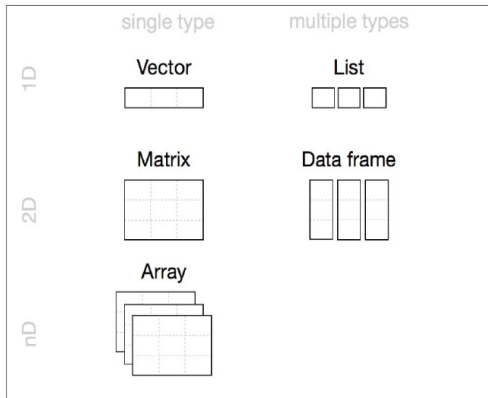 single type multiple types
1D
Vector List
2D
Matrix Data frame
nD
Array